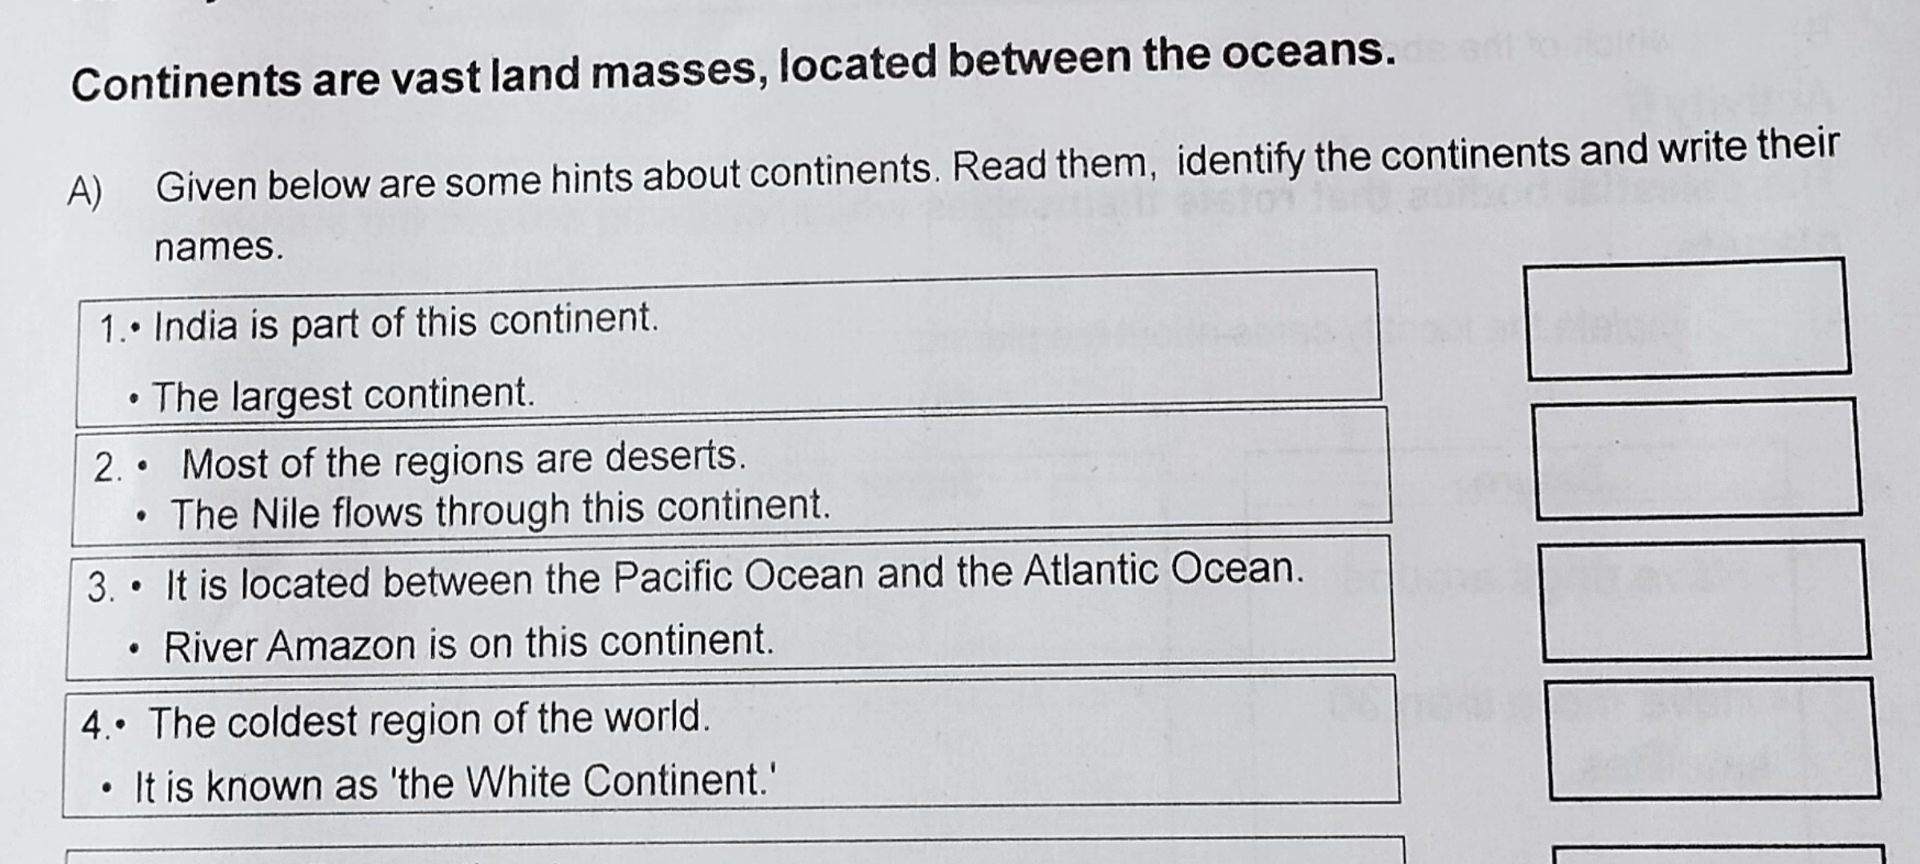 Continents are vast land masses, located between the oceans.
A) Given below are some hints about continents. Read them, identify the continents and write their
names.
1. • India is part of this continent.
• The largest continent.
2. • Most of the regions are deserts.
• The Nile flows through this continent.
3. • It is located between the Pacific Ocean and the Atlantic Ocean.
• River Amazon is on this continent.
4. • The coldest region of the world.
• It is known as 'the White Continent.'